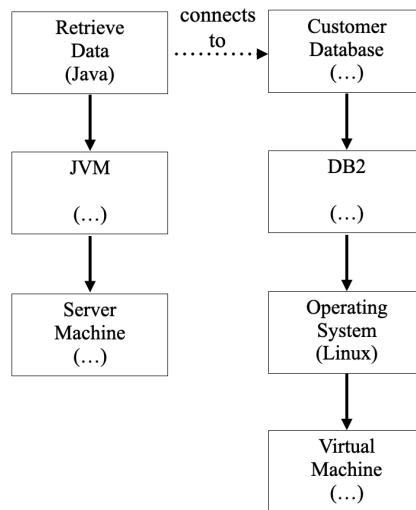 Retrieve
Data
(Java)
connects
to
Customer
Database
(…)
JVM
(…)
DB2
(…)
Server
Machine
(…)
Operating
System
(Linux)
Virtual
Machine
(…)